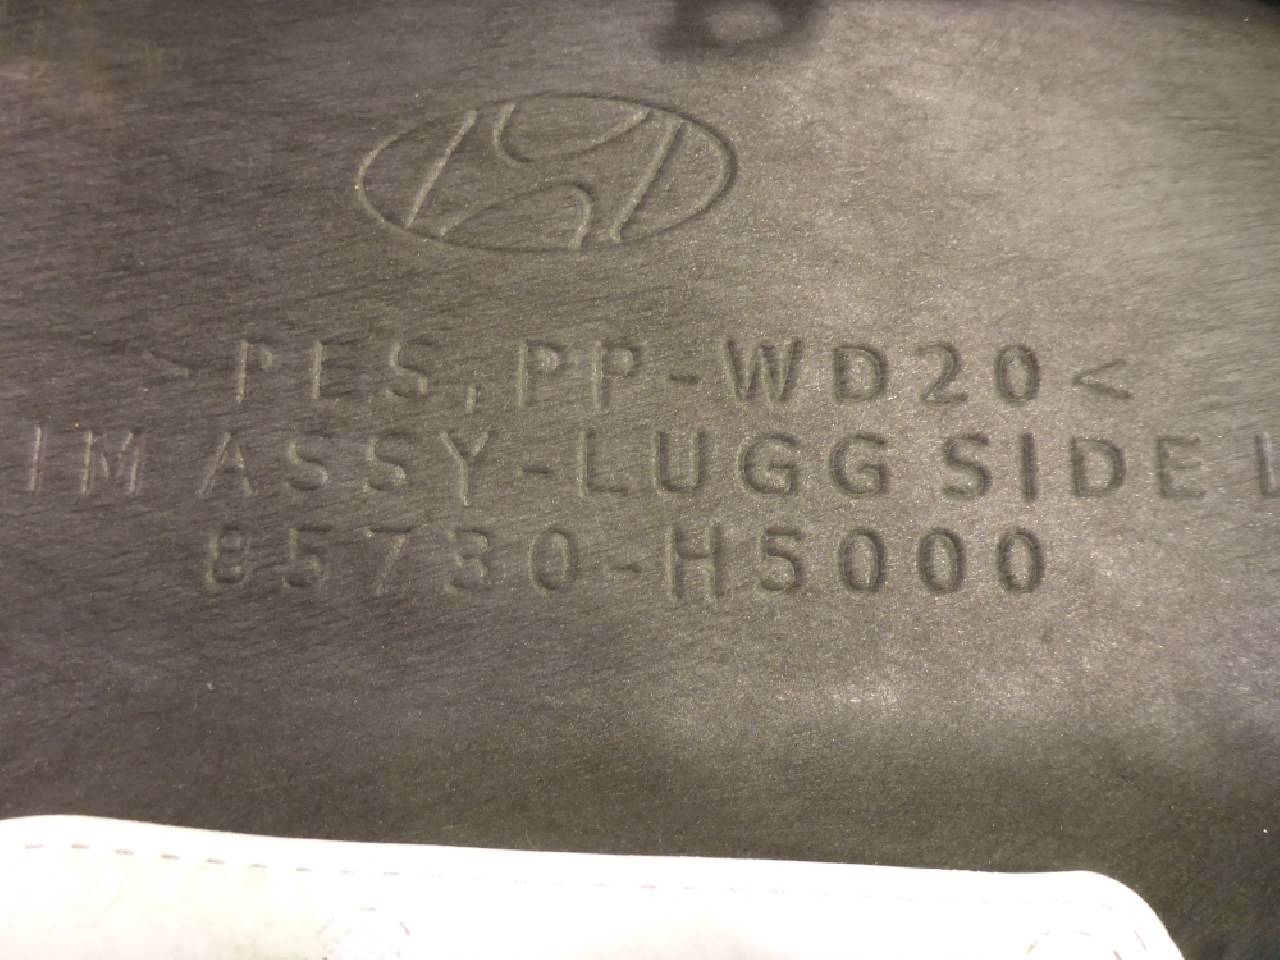 >PES,PP-WD20<
IM ASSY-LUGG SIDE L
85730-H5000